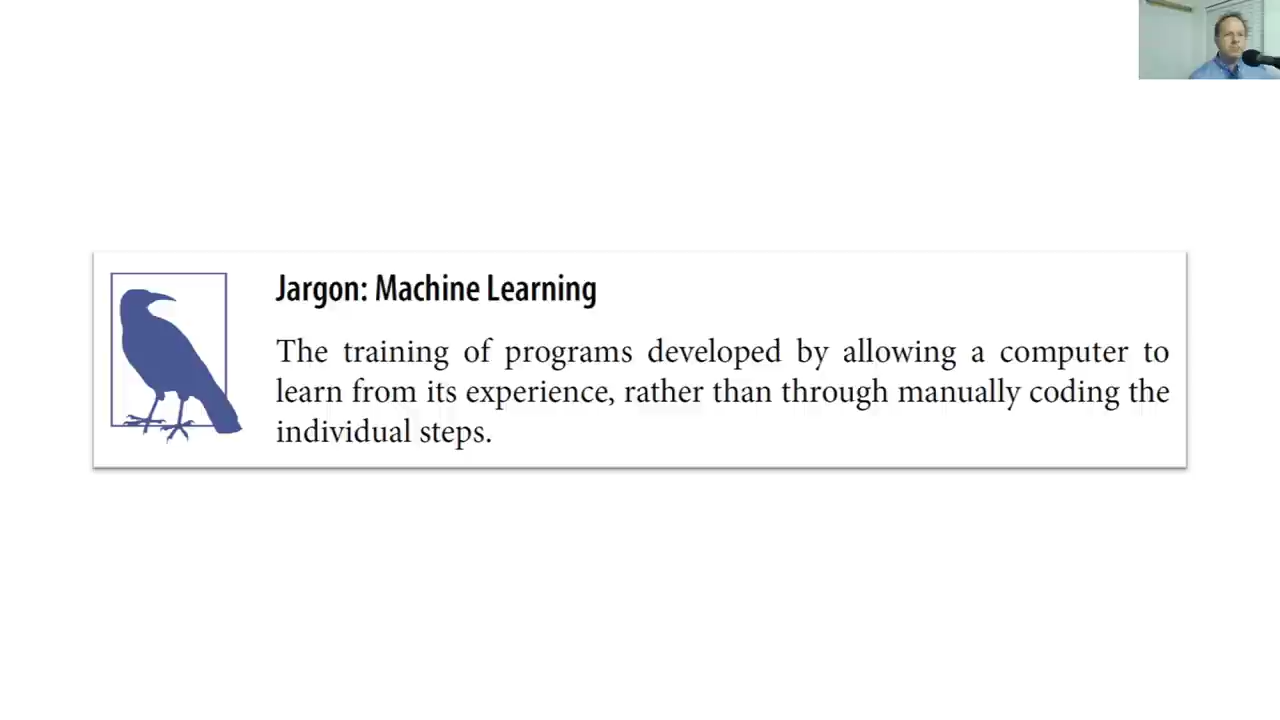 Jargon: Machine Learning
The training of programs developed by allowing a computer to
learn from its experience, rather than through manually coding the
individual steps.